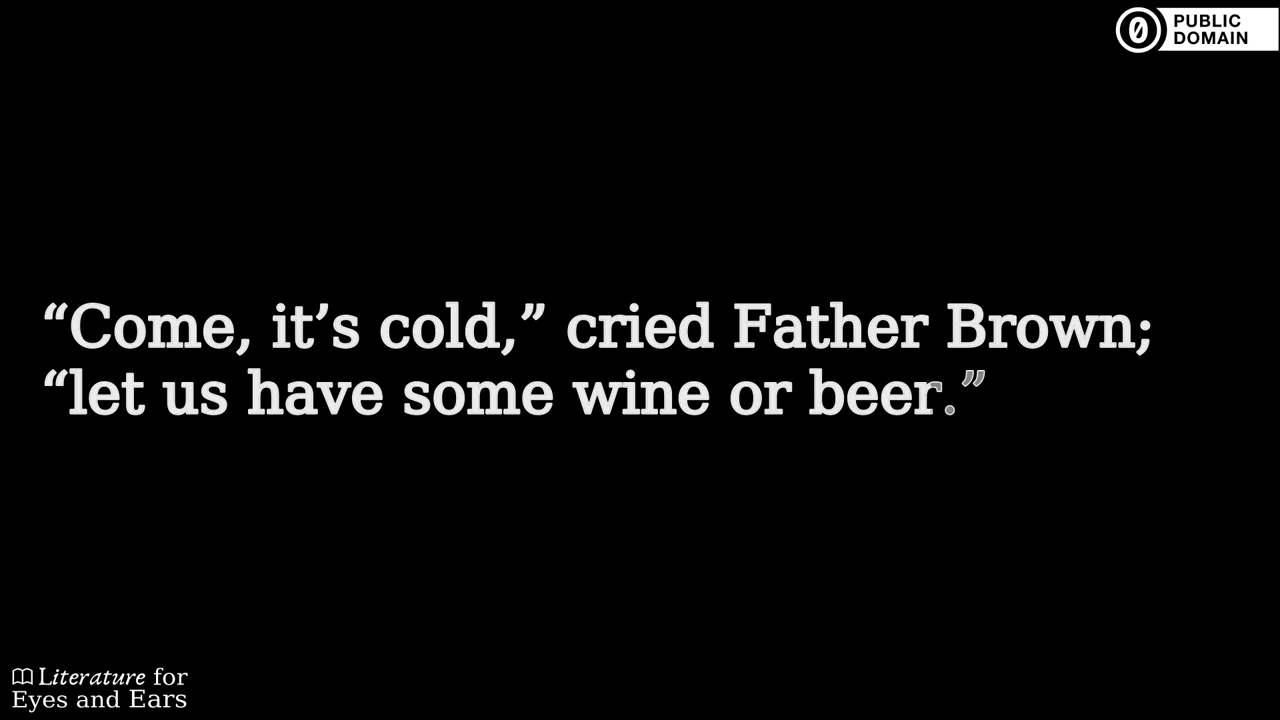 PUBLIC
DOMAIN
“Come, it’s cold,” cried Father Brown;
“let us have some wine or beer.”
Literature for
Eyes and Ears